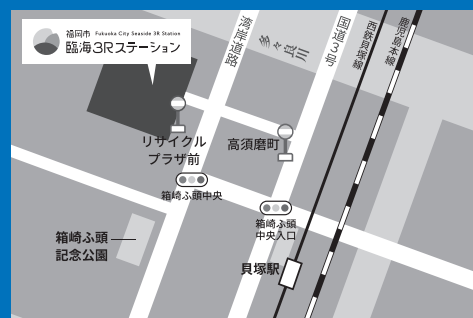 福岡市 Fukuoka City Seaside 3R Station
臨海3Rステーション
湾岸道路
多々良川
国道3号
西鉄貝塚線
鹿児島本線
リサイクル
プラザ前
高須磨町
箱崎ふ頭中央
箱崎ふ頭
中央入口
箱崎ふ頭
記念公園
貝塚駅